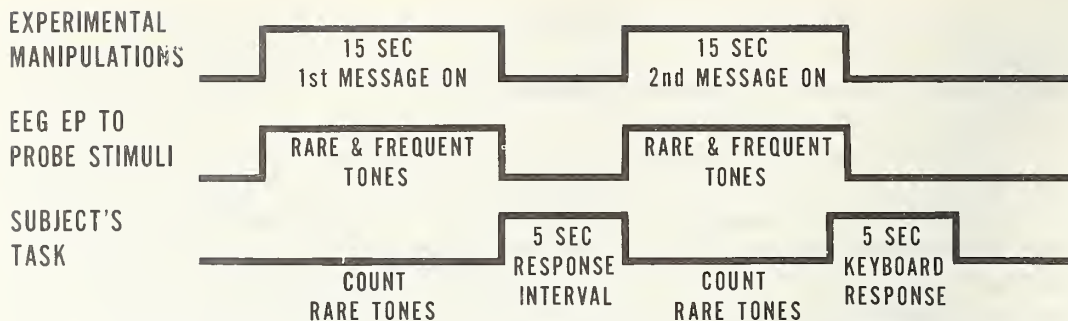 EXPERIMENTAL
MANIPULATIONS
15 SEC
1st MESSAGE ON
15 SEC
2nd MESSAGE ON
EEG EP TO
PROBE STIMULI
RARE & FREQUENT
TONES
RARE & FREQUENT
TONES
SUBJECT'S
TASK
COUNT
RARE TONES
5 SEC
RESPONSE
INTERVAL
COUNT
RARE TONES
5 SEC
KEYBOARD
RESPONSE